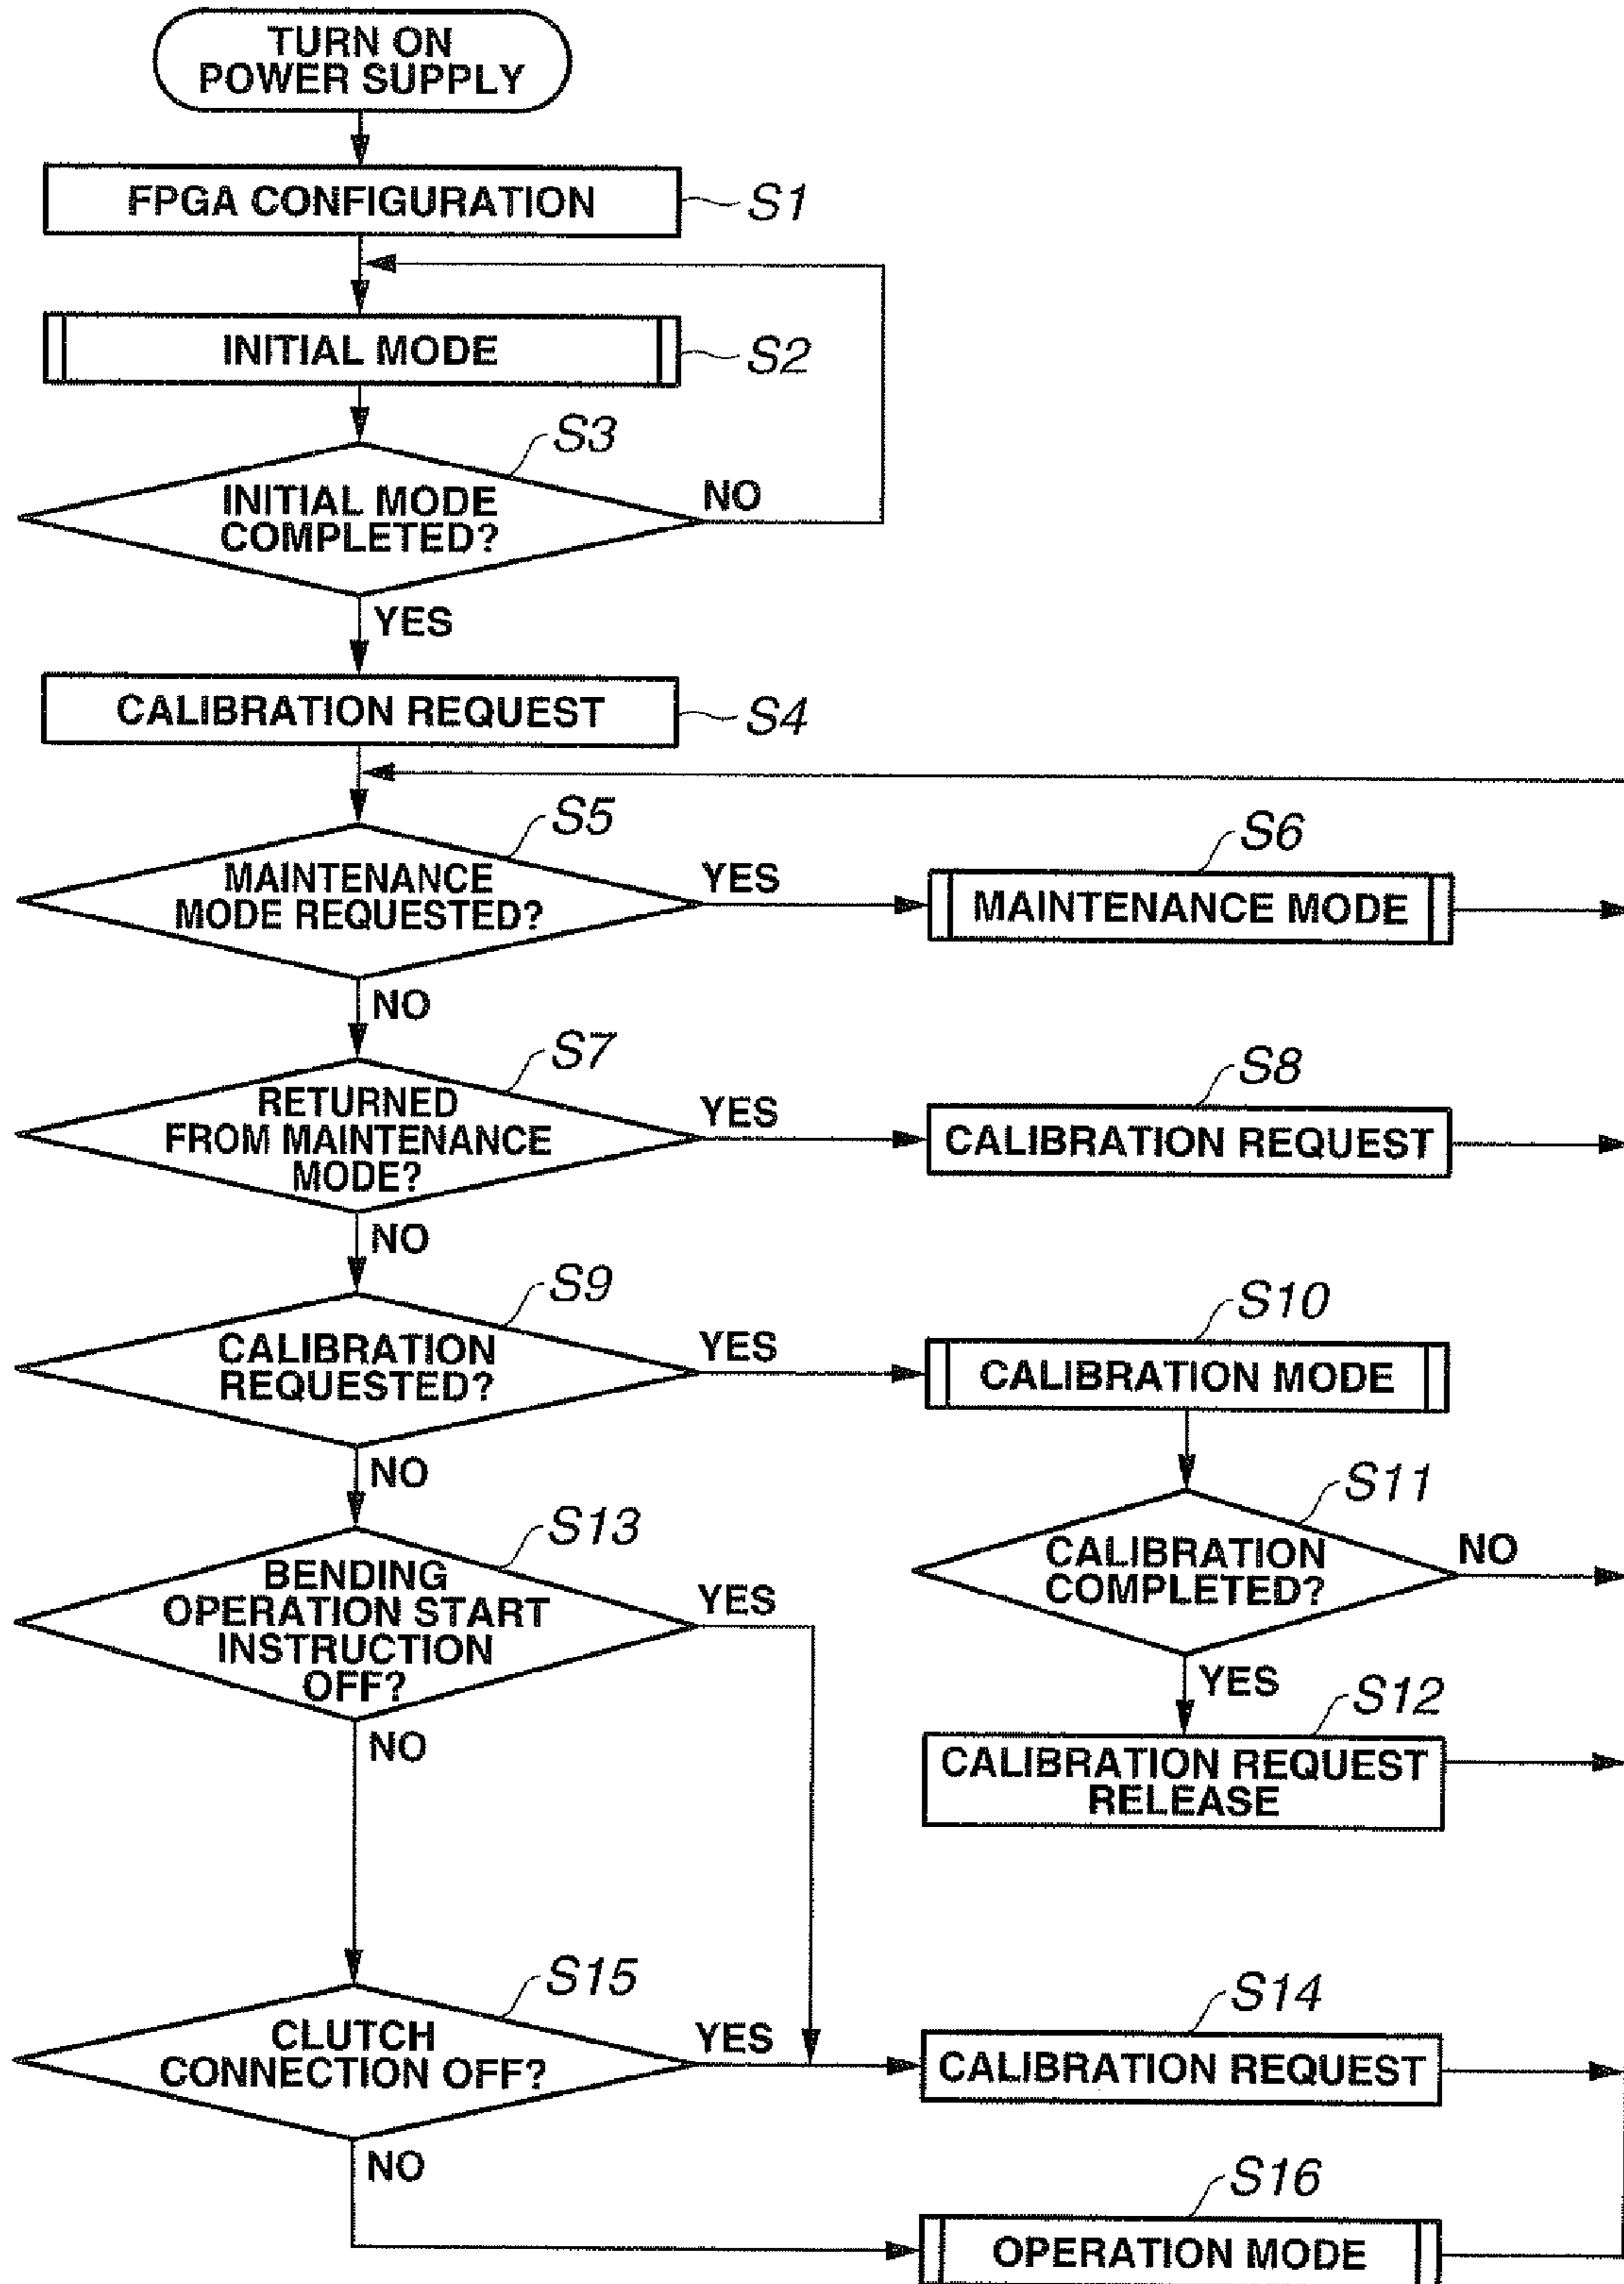 TURN ON
POWER SUPPLY
FPGA CONFIGURATION
S1
INITIAL MODE
S2
S3
INITIAL MODE
COMPLETED?
NO
YES
CALIBRATION REQUEST
S4
S5
MAINTENANCE
MODE REQUESTED?
YES
S6
MAINTENANCE MODE
NO
S7
RETURNED
FROM MAINTENANCE
MODE?
YES
S8
CALIBRATION REQUEST
NO
S9
CALIBRATION
REQUESTED?
YES
S10
CALIBRATION MODE
NO
S11
CALIBRATION
COMPLETED?
NO
YES
S12
CALIBRATION REQUEST
RELEASE
S13
BENDING
OPERATION START
INSTRUCTION
OFF?
YES
NO
S15
CLUTCH
CONNECTION OFF?
YES
S14
CALIBRATION REQUEST
NO
S16
OPERATION MODE